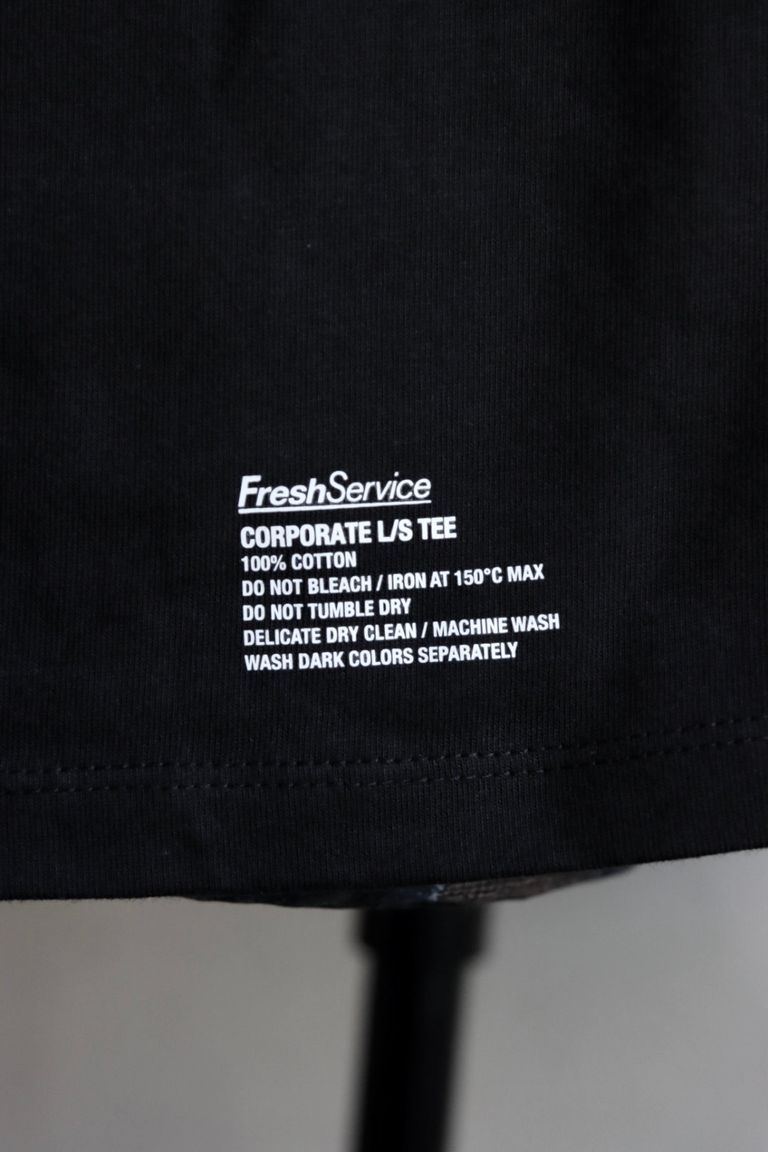 FreshService
CORPORATE L/S TEE
100% COTTON
DO NOT BLEACH / IRON AT 150°C MAX
DO NOT TUMBLE DRY
DELICATE DRY CLEAN / MACHINE WASH
WASH DARK COLORS SEPARATELY